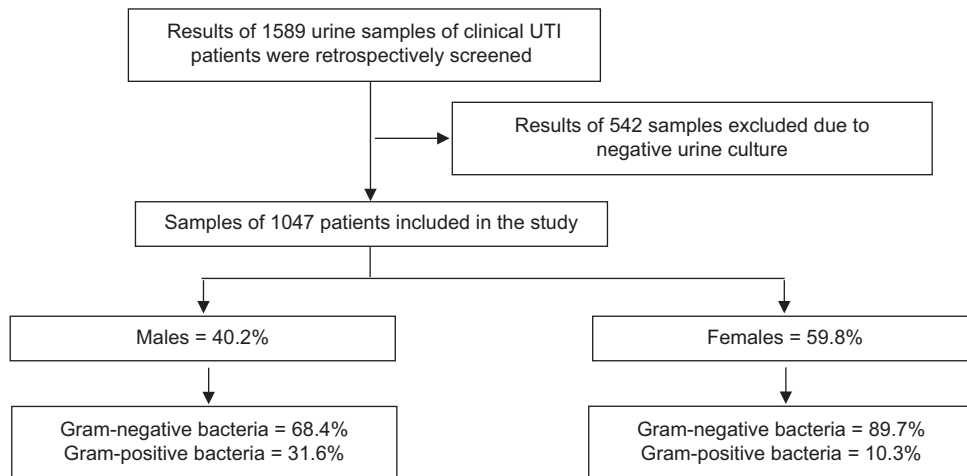 Results of 1589 urine samples of clinical UTI
patients were retrospectively screened
Results of 542 samples excluded due to
negative urine culture
Samples of 1047 patients included in the study
Males = 40.2%
Females = 59.8%
Gram-negative bacteria = 68.4%
Gram-positive bacteria = 31.6%
Gram-negative bacteria = 89.7%
Gram-positive bacteria = 10.3%